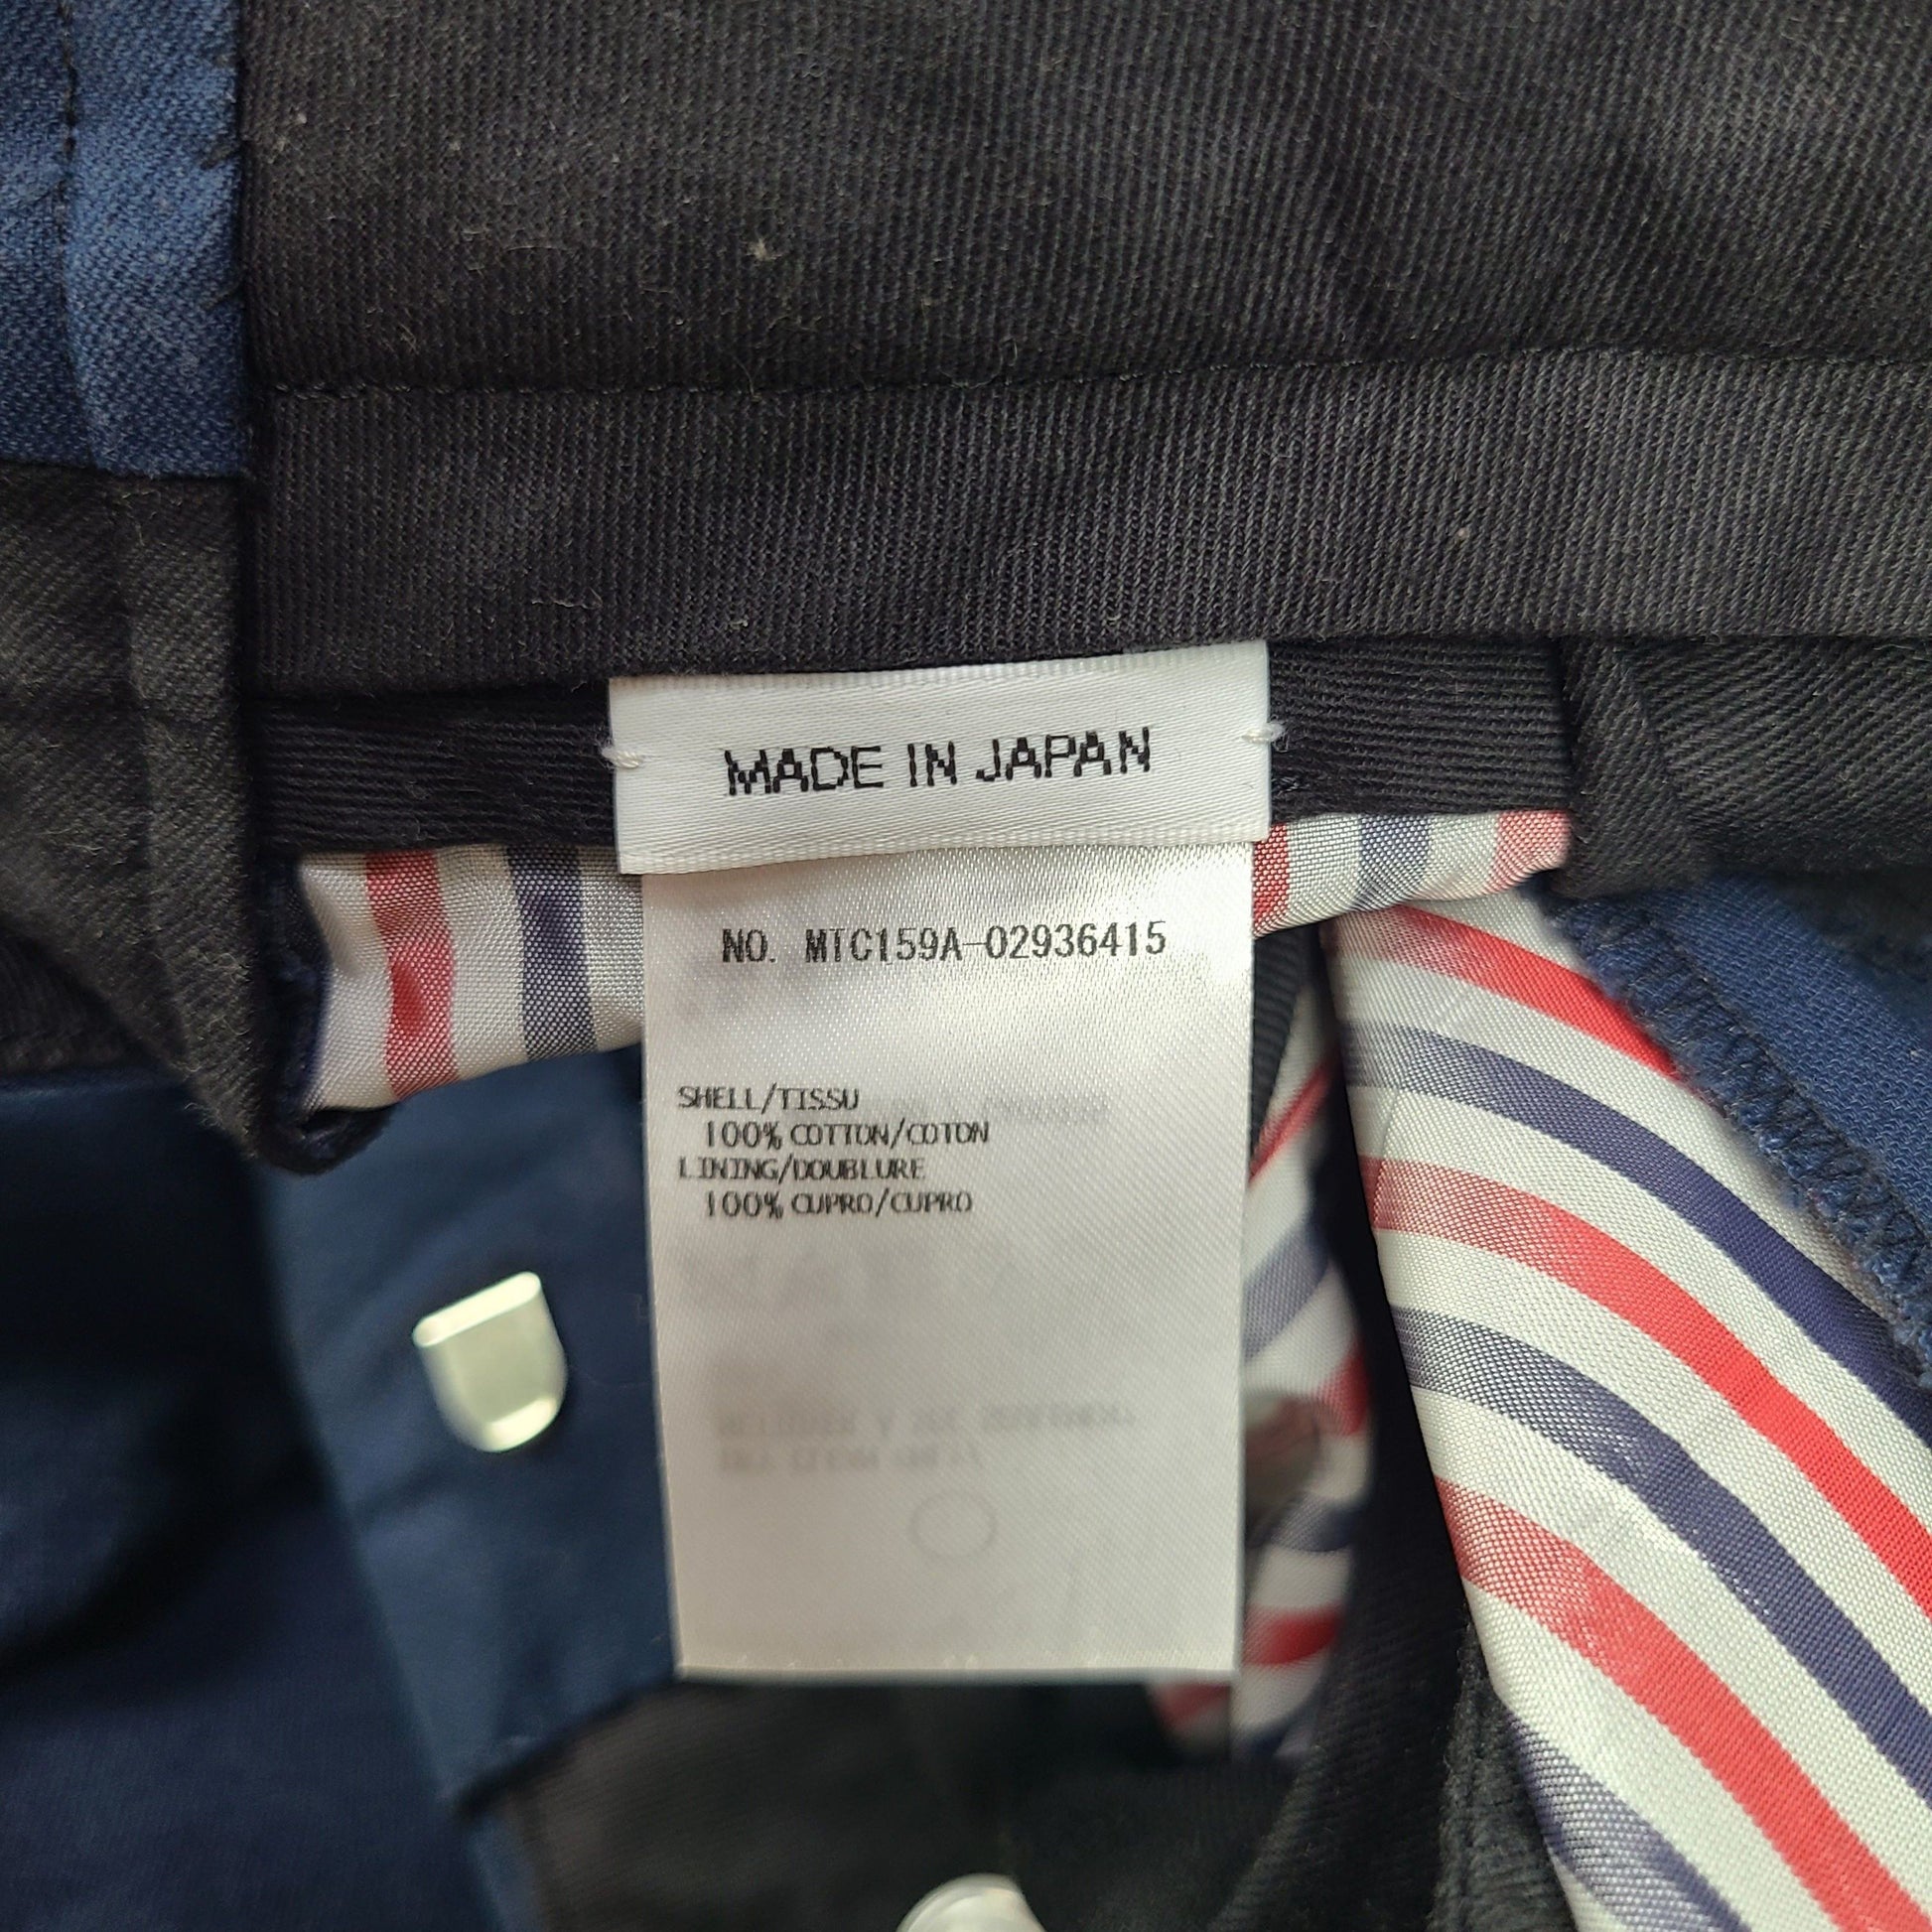 MADE IN JAPAN
NO. MTC159A-02936415
SHELL/TISSU
100% COTTON/COTON
LINING/DOUBLURE
100% CUPRO/CUPRO